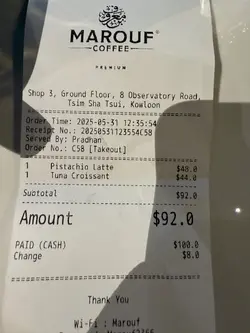 MAROUF
COFFEE
PREMIUM
Shop 3, Ground Floor, 8 Observatory Road,
Tsim Sha Tsui, Kowloon
Order Time: 2025-05-31 12:35:54
Receipt No.: 20250531123554C58
Served By: Pradhan
Order No.: C58 [Takeout]
1 Pistachio latte $48.0
1 Tuna Croissant $44.0
Subtotal $92.0
Amount $92.0
PAID (CASH) $100.0
Change $8.0
Thank You
Wi-Fi : Marouf